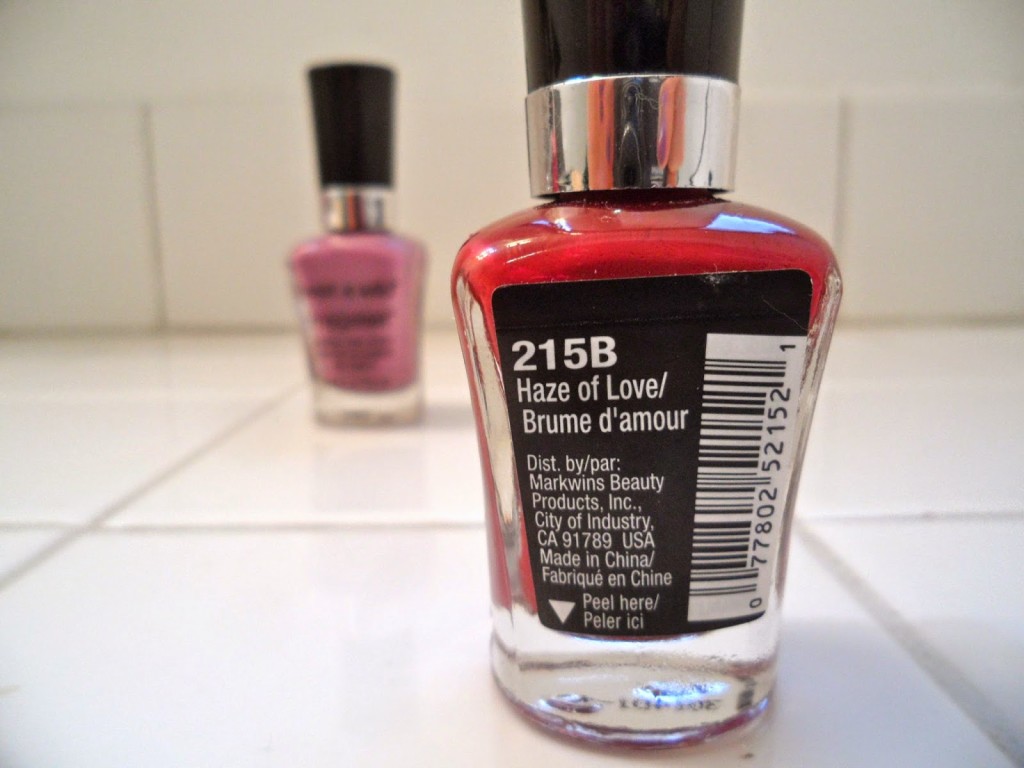 215B
Haze of Love/
Brume d'amour
Dist. by/par:
Markwins Beauty
Products, Inc.,
City of Industry,
CA 91789 USA
Made in China/
Fabriqué en Chine
Peel here/
Peler ici
0 77802 52152 1